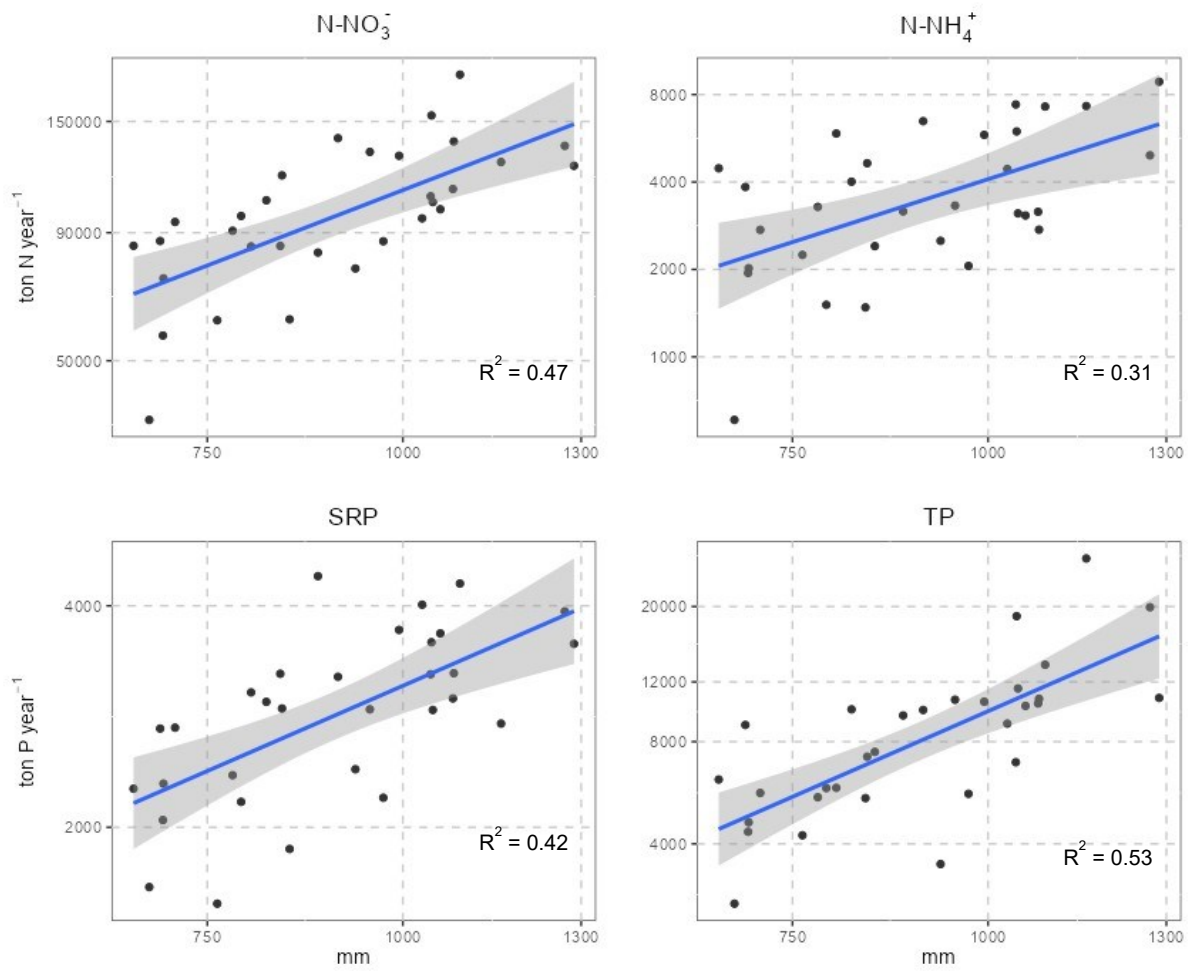 N-NO₃⁻
N-NH₄⁺
ton N year⁻¹
150000
90000
50000
R² = 0.47
750
1000
1300
8000
4000
2000
1000
R² = 0.31
750
1000
1300
SRP
TP
ton P year⁻¹
4000
2000
R² = 0.42
750
1000
1300
mm
20000
12000
8000
4000
R² = 0.53
750
1000
1300
mm